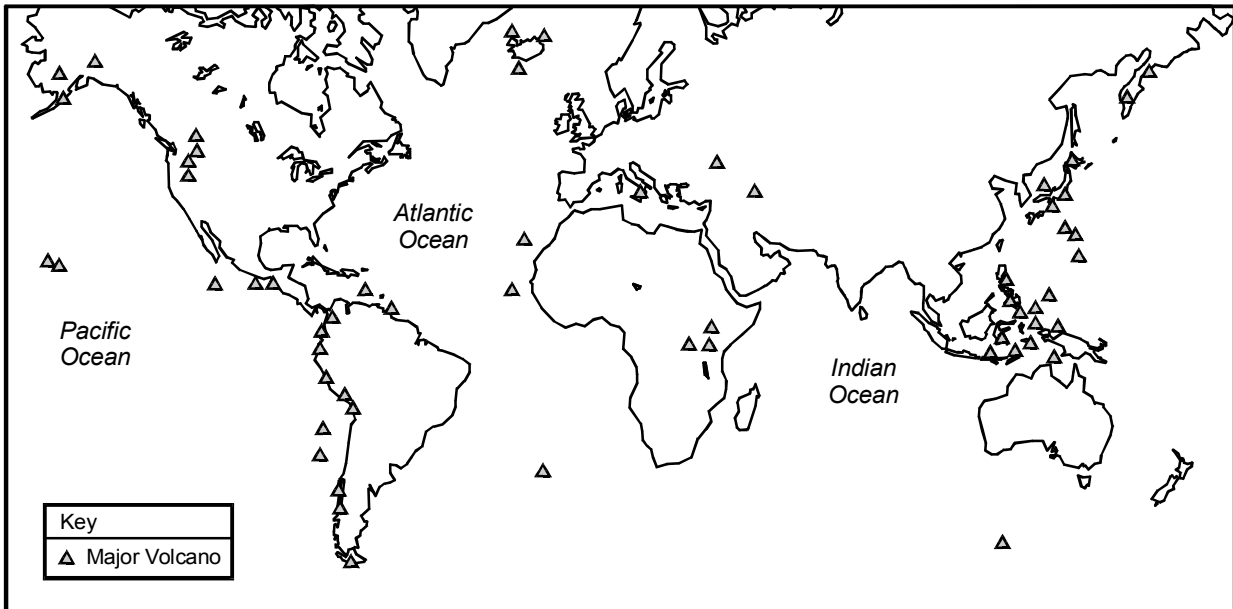 Atlantic
Ocean
Pacific
Ocean
Indian
Ocean
Key
Major Volcano